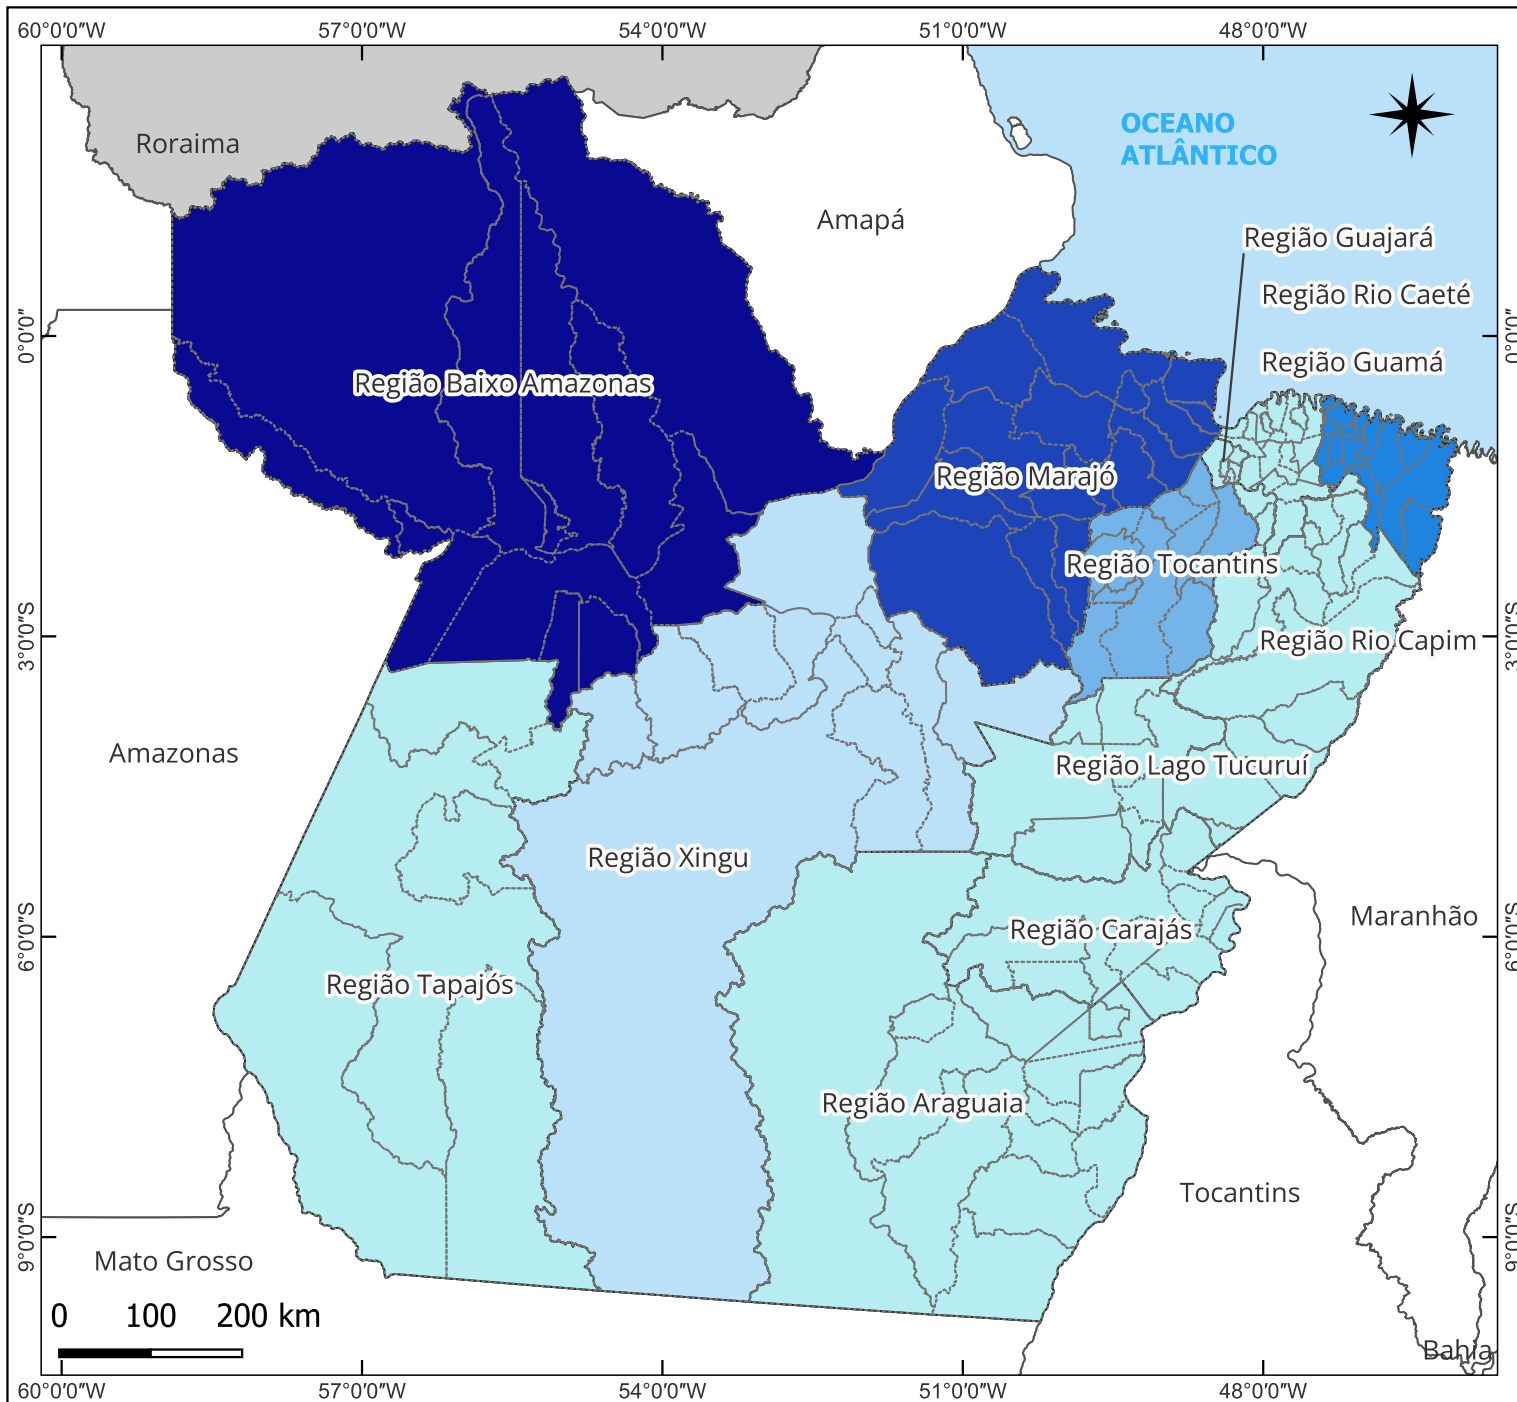 60°0′0″W 57°0′0″W 54°0′0″W 51°0′0″W 48°0′0″W
OCEANO
ATLÂNTICO
Roraima
Amapá
Região Guajará
Região Rio Caeté
0°0′0″ 0°0′0″
Região Guamá
Região Baixo Amazonas
Região Marajó
Região Tocantins
3°0′0″S 3°0′0″S
Região Rio Capim
Amazonas
Região Lago Tucuruí
Região Xingu
Maranhão
Região Carajás
6°0′0″S 6°0′0″S
Região Tapajós
Região Araguaia
Tocantins
9°0′0″S 9°0′0″S
Mato Grosso
0 100 200 km
Bahia
60°0′0″W 57°0′0″W 54°0′0″W 51°0′0″W 48°0′0″W